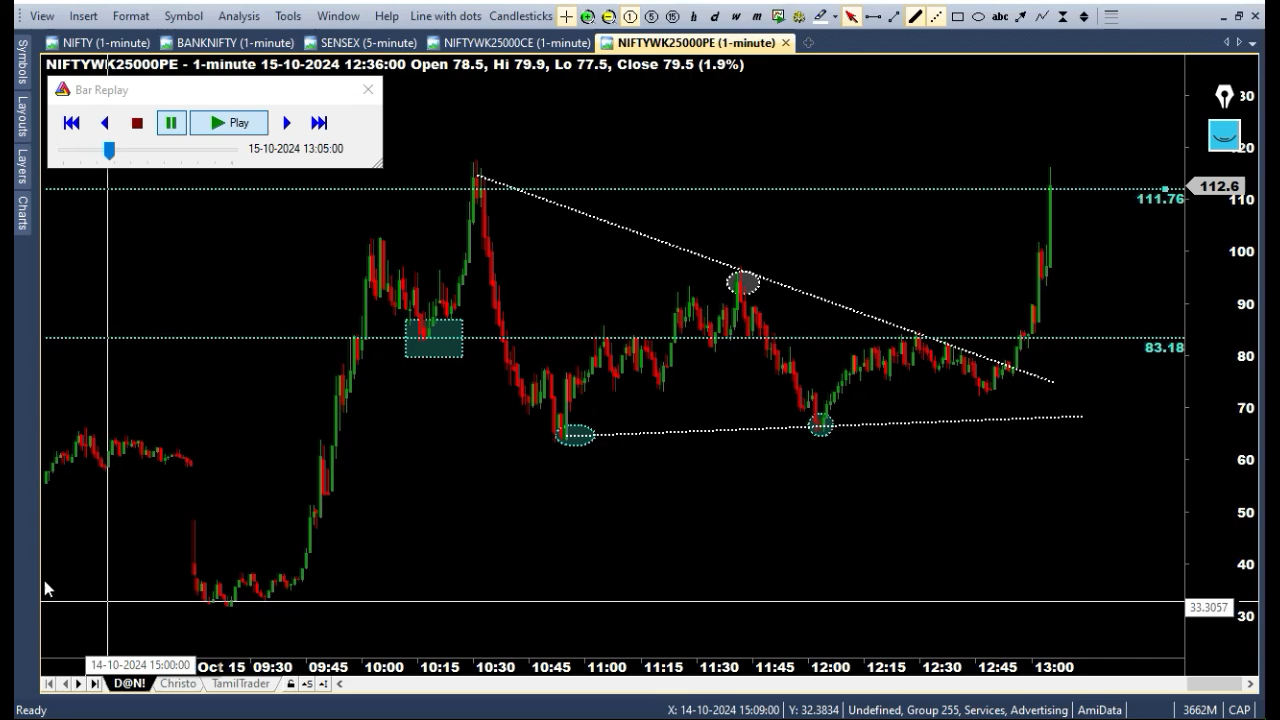 View Insert Format Symbol Analysis Tools Window Help ine with dots Candlesticks 1 5 15 h d w m abc
NIFTY (1-minute) BANKNIFTY (1-minute) SENSEX (5-minute) NIFTYWK25000CE (1-minute) NIFTYWK25000PE (1-minute)
NIFTYWK25000PE - 1-minute 15-10-2024 12:36:00 Open 78.5, Hi 79.9, Lo 77.5, Close 79.5 (1.9%)
Bar Replay
Play
15-10-2024 13:05:00
Symbols
Layouts
Layers
Charts
30
20
112.6
111.76
110
100
90
83.18
80
70
60
50
40
33.3057
30
14-10-2024 15:00:00 Oct 15 09:30 09:45 10:00 10:15 10:30 10:45 11:00 11:15 11:30 11:45 12:00 12:15 12:30 12:45 13:00
D@N! Christo TamilTrader
Ready X: 14-10-2024 15:09:00 Y: 32.3834 Undefined, Group 255, Services, Advertising AmiData 3662M CAP